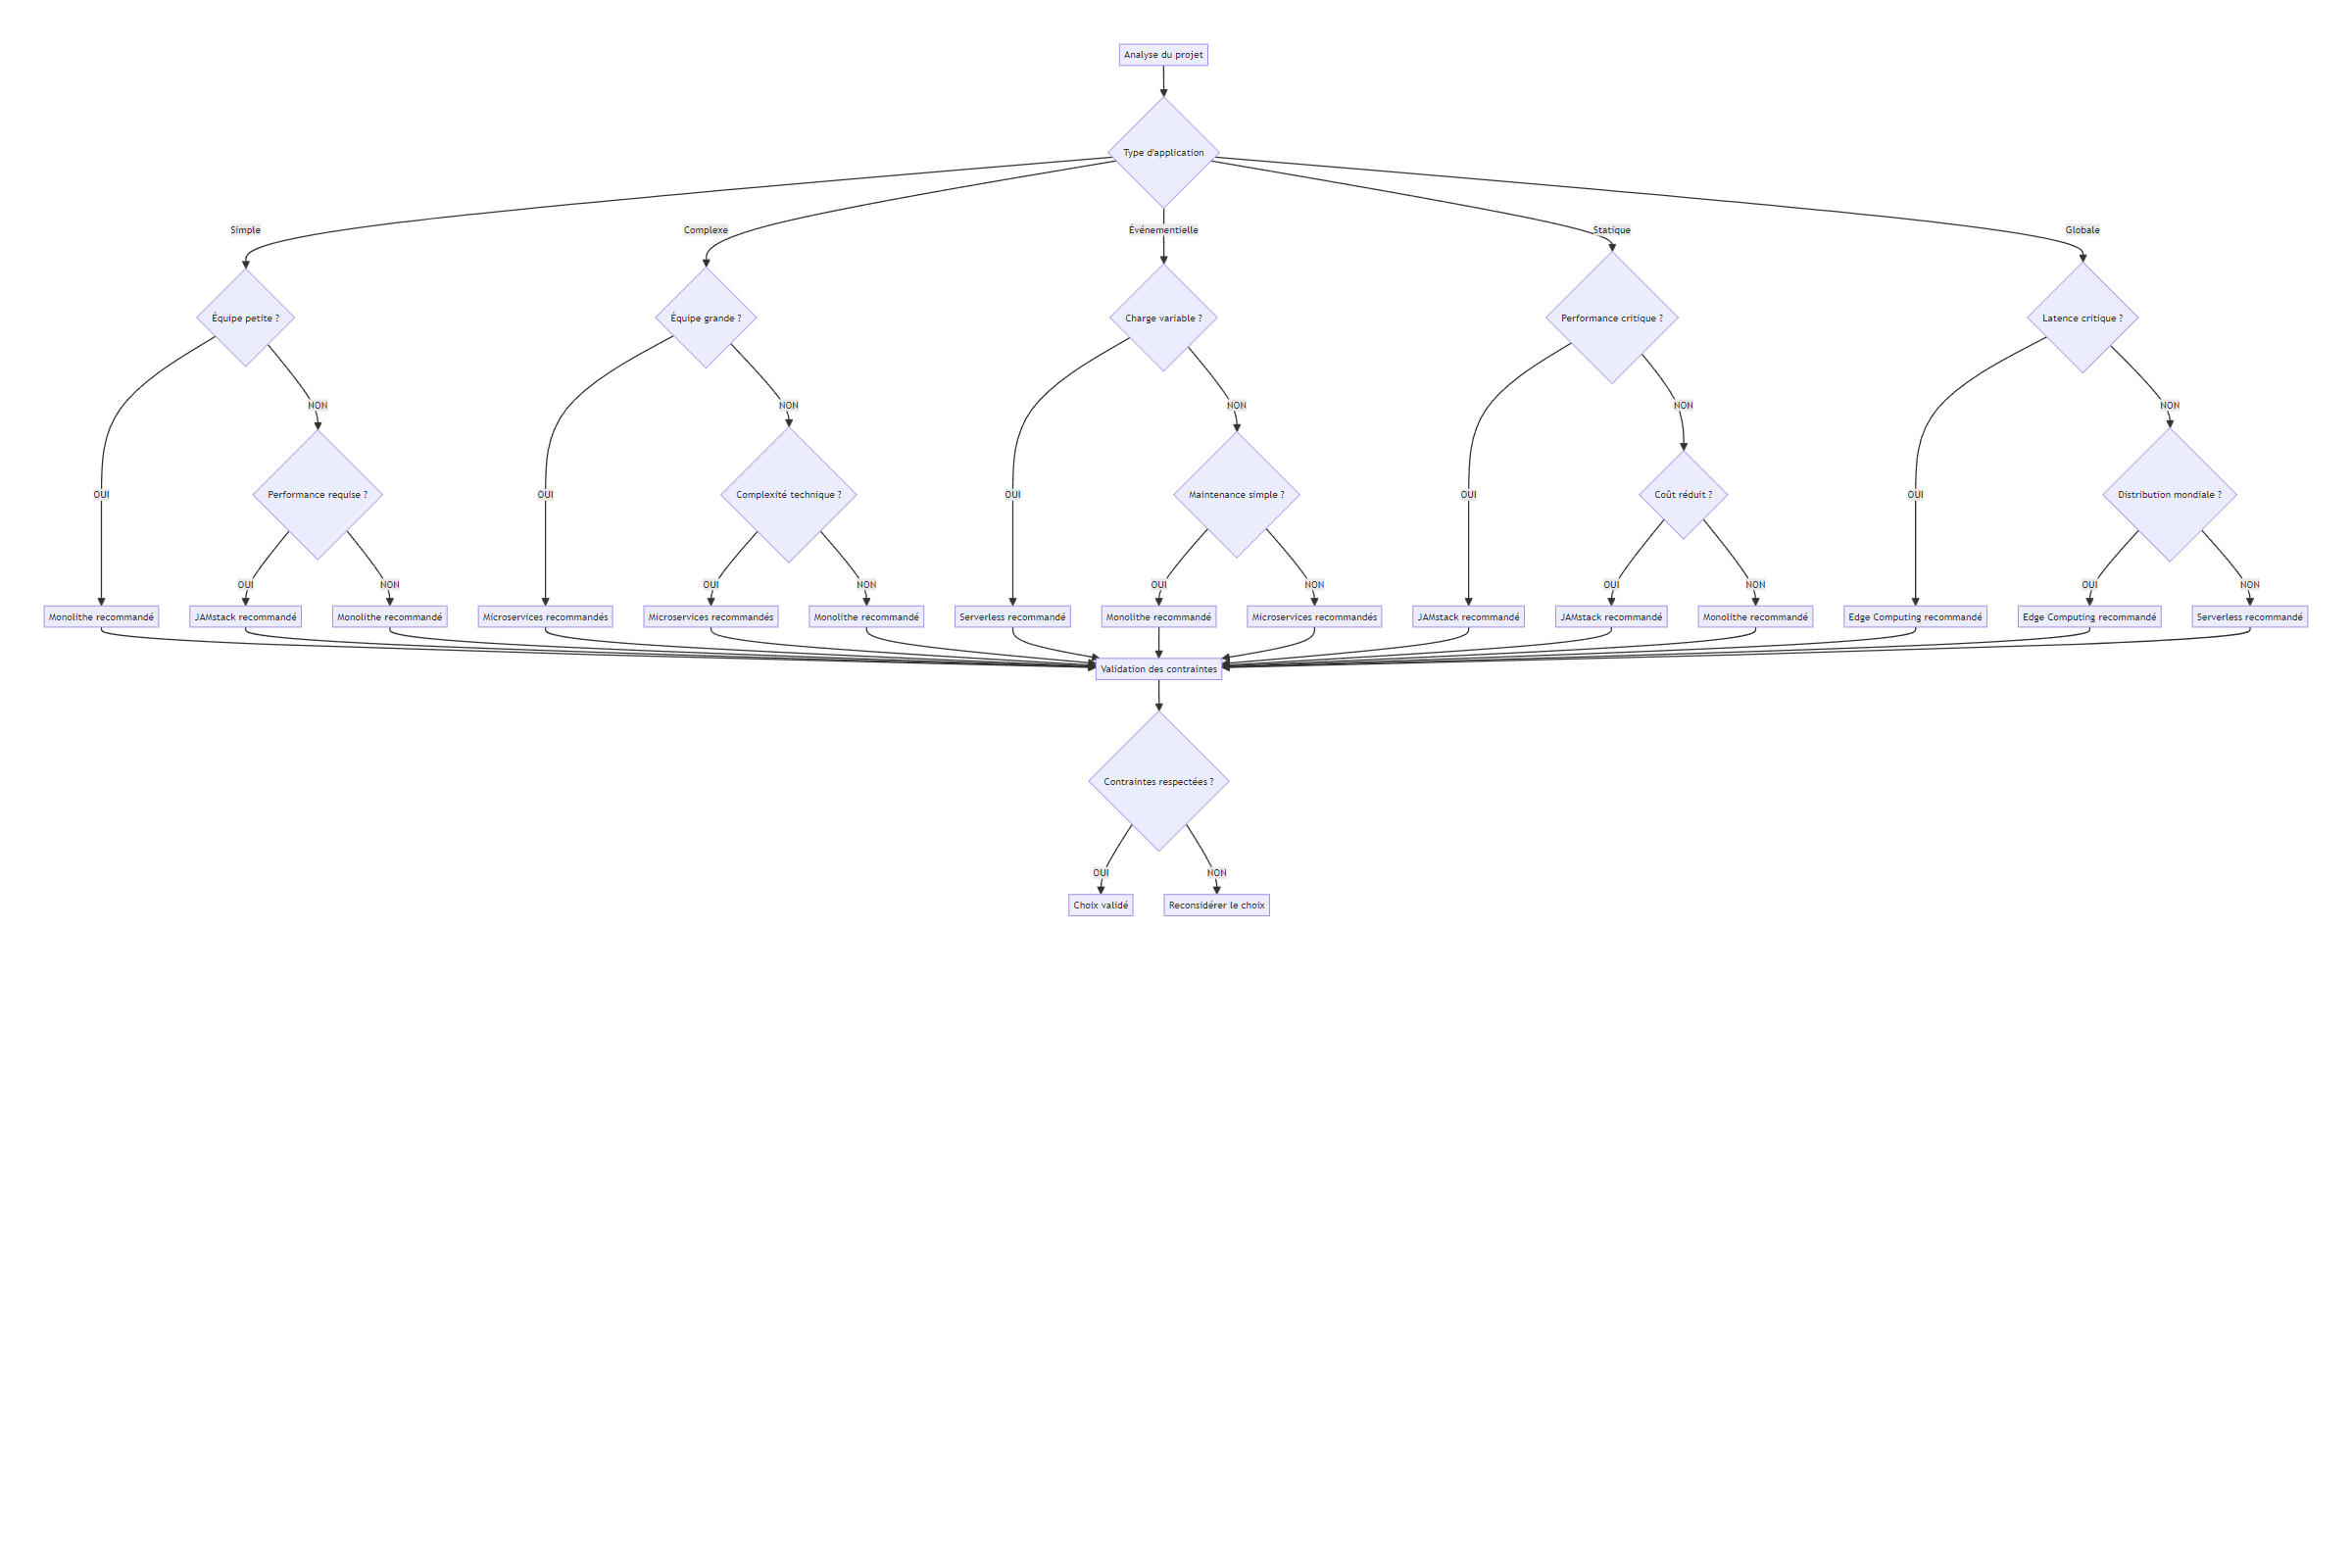 Analyse du projet
Type d'application
Simple
Complexe
Événementielle
Statique
Globale
Équipe petite ?
Équipe grande ?
Charge variable ?
Performance critique ?
Latence critique ?
NON
NON
NON
NON
NON
OUI
Performance requise ?
OUI
Complexité technique ?
OUI
Maintenance simple ?
OUI
Coût réduit ?
OUI
Distribution mondiale ?
OUI
NON
OUI
NON
OUI
NON
OUI
NON
OUI
NON
Monolithe recommandé
JAMstack recommandé
Monolithe recommandé
Microservices recommandés
Microservices recommandés
Monolithe recommandé
Serverless recommandé
Monolithe recommandé
Microservices recommandés
JAMstack recommandé
JAMstack recommandé
Monolithe recommandé
Edge Computing recommandé
Edge Computing recommandé
Serverless recommandé
Validation des contraintes
Contraintes respectées ?
OUI
NON
Choix validé
Reconsidérer le choix